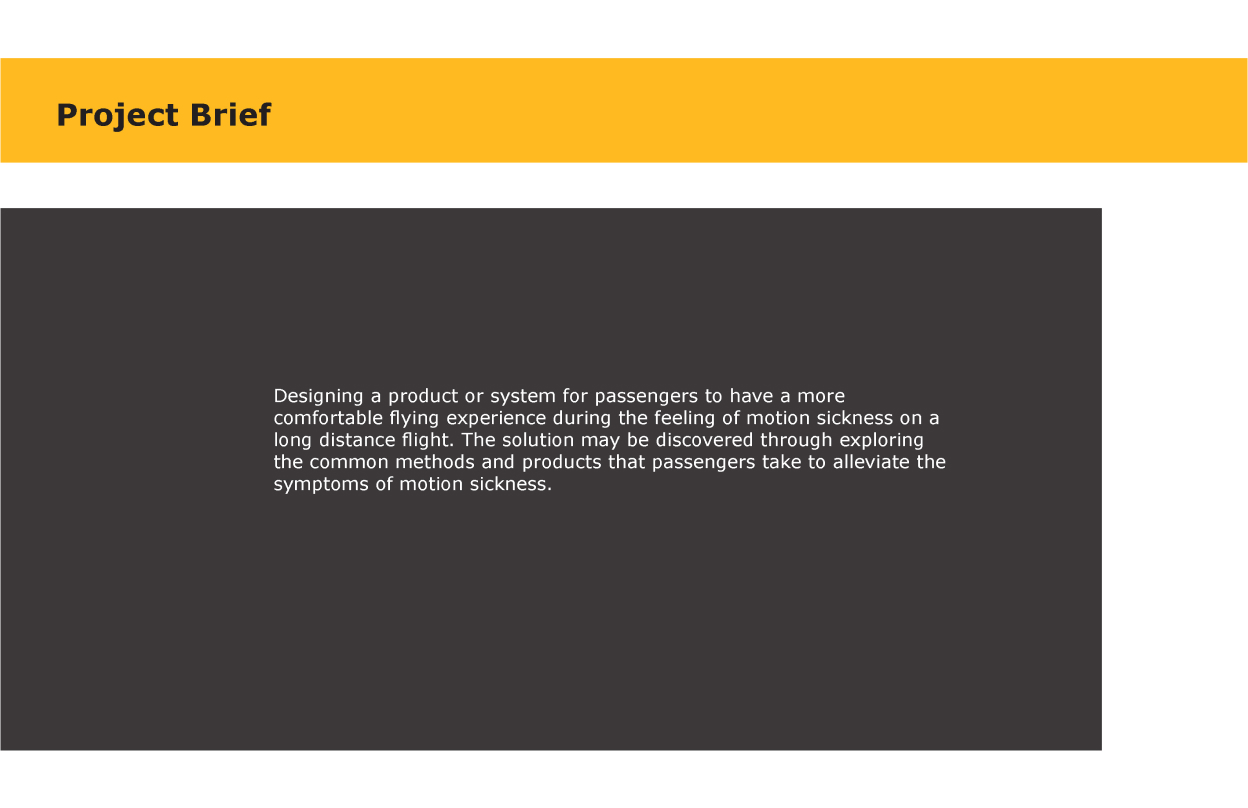 Project Brief
Designing a product or system for passengers to have a more
comfortable flying experience during the feeling of motion sickness on a
long distance flight. The solution may be discovered through exploring
the common methods and products that passengers take to alleviate the
symptoms of motion sickness.